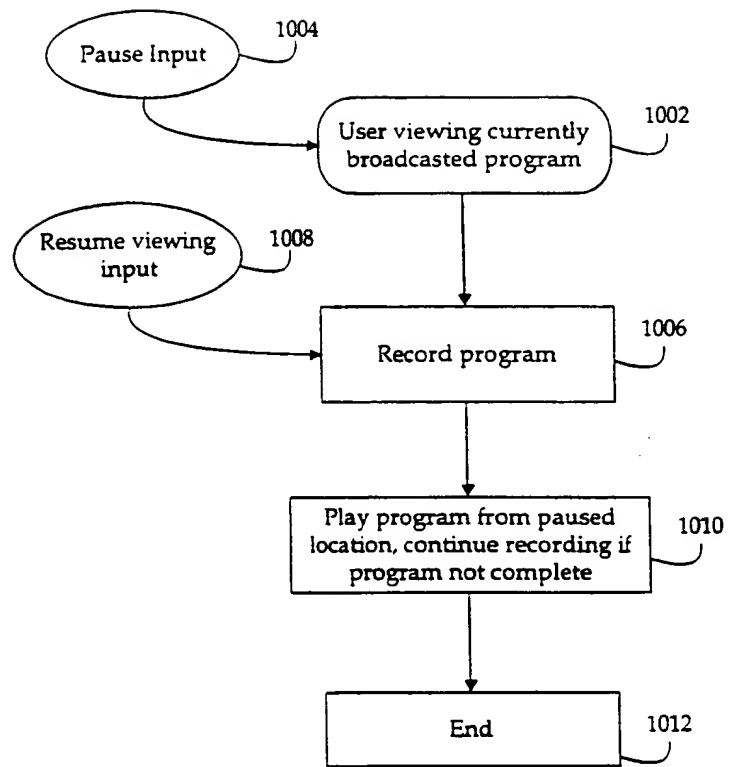 1004
Pause Input
1002
User viewing currently
broadcasted program
1008
Resume viewing
input
1006
Record program
1010
Play program from paused
location, continue recording if
program not complete
1012
End